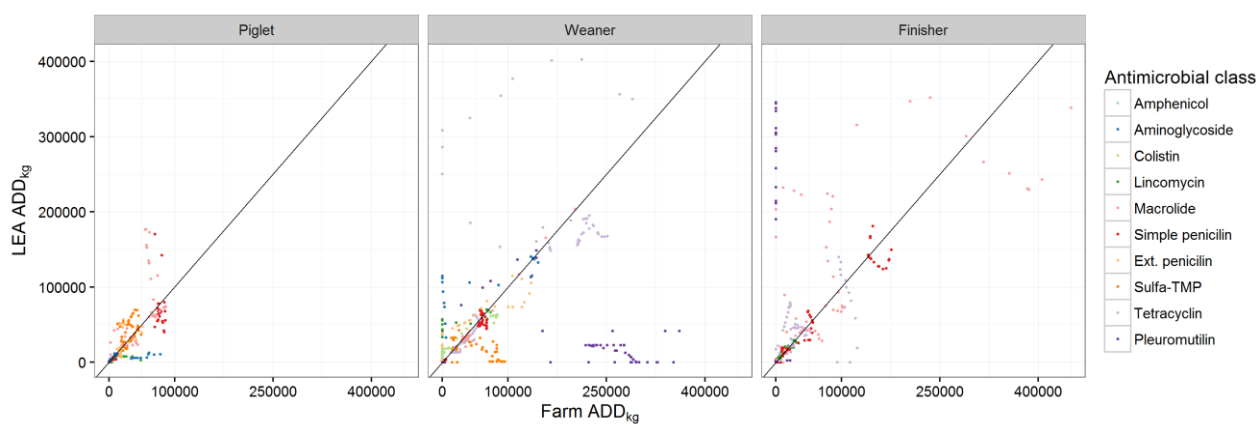 Piglet
Weaner
Finisher
400000
300000
200000
100000
0
LEA ADDkg
0
100000
250000
400000
0
100000
250000
400000
0
100000
250000
400000
Farm ADDkg
Antimicrobial class
Amphenicol
Aminoglycoside
Colistin
Lincomycin
Macrolide
Simple penicilin
Ext. penicilin
Sulfa-TMP
Tetracyclin
Pleuromutilin